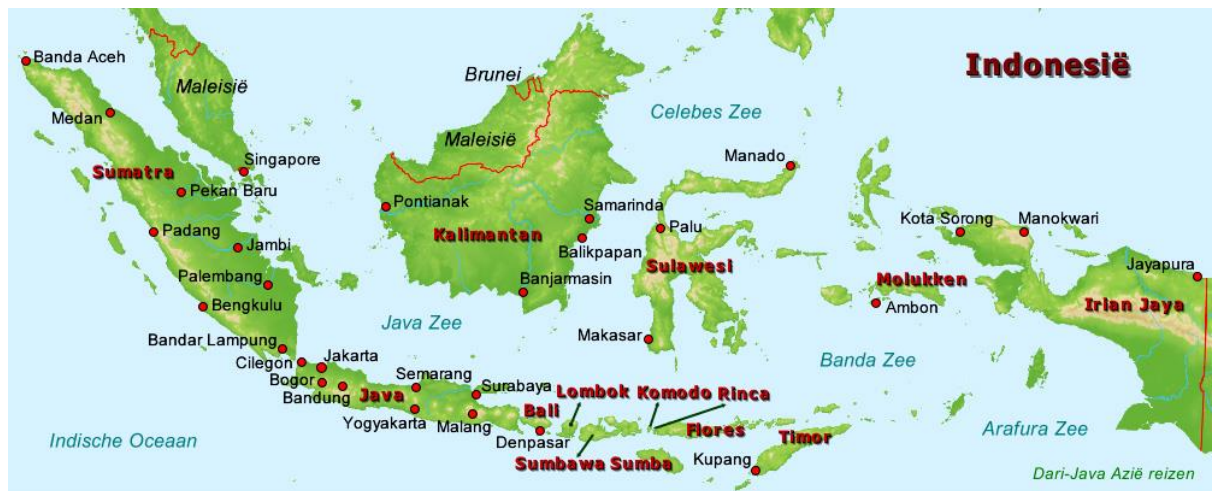 Indonesië
Banda Aceh
Maleisië
Brunei
Celebes Zee
Medan
Maleisië
Singapore
Manado
Sumatra
Pekan Baru
Pontianak
Samarinda
Kota Sorong
Manokwari
Padang
Kalimantan
Palu
Jambi
Balikpapan
Sulawesi
Jayapura
Palembang
Banjarmasin
Molukken
Irian Jaya
Bengkulu
Ambon
Java Zee
Bandar Lampung
Makasar
Cilegon
Jakarta
Banda Zee
Bogor
Semarang
Surabaya
Lombok
Komodo
Rinca
Bandung
Java
Bali
Yogyakarta
Malang
Flores
Timor
Arafura Zee
Indische Oceaan
Denpasar
Sumbawa
Sumba
Kupang
Dari-Java Azië reizen